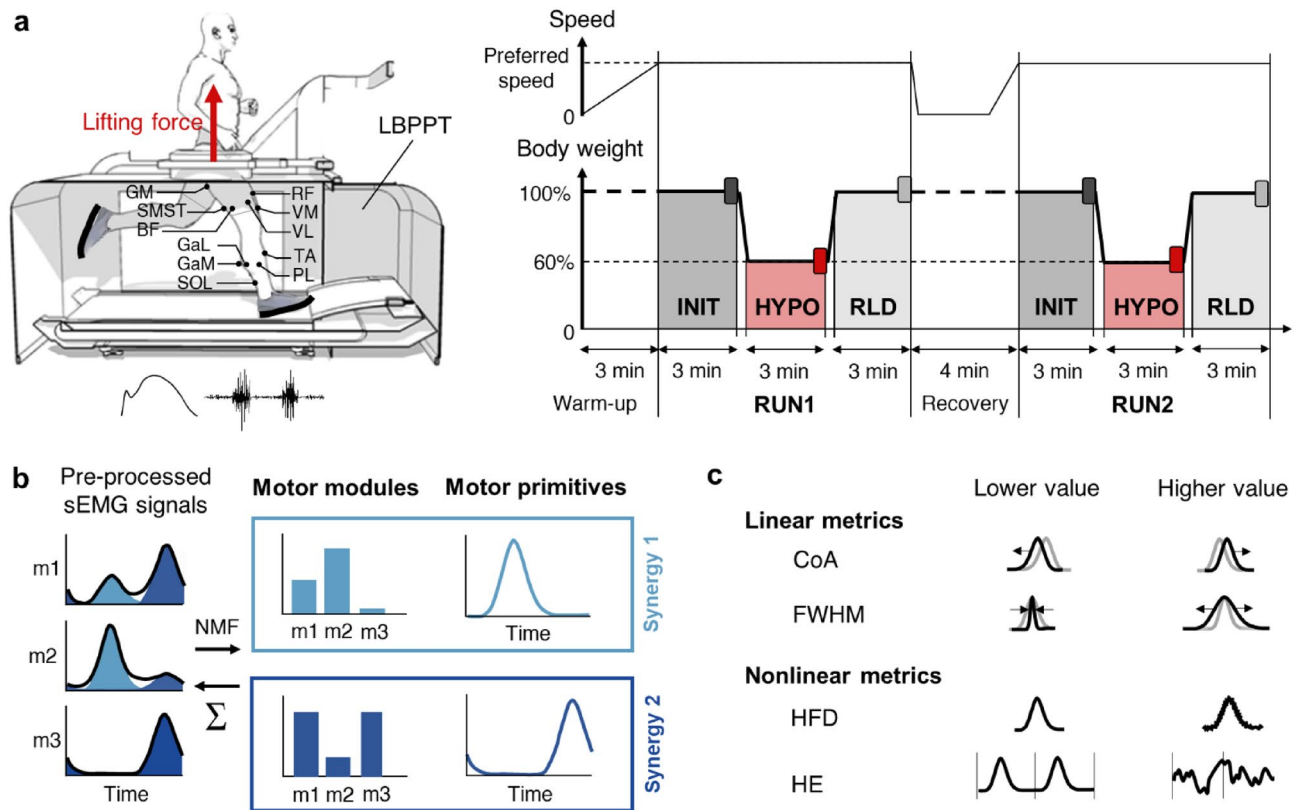 a
Lifting force
LBPPT
GM
SMST
BF
GaL
GaM
SOL
RF
VM
VL
TA
PL
Speed
Preferred
speed
0
Body weight
100%
60%
0
INIT
HYPO
RLD
INIT
HYPO
RLD
3 min
3 min
3 min
3 min
4 min
3 min
3 min
3 min
Warm-up
RUN1
Recovery
RUN2
b
Pre-processed
sEMG signals
m1
m2
m3
Time
NMF
Σ
Motor modules
Motor primitives
m1 m2 m3
Time
Synergy 1
m1 m2 m3
Time
Synergy 2
c
Lower value
Higher value
Linear metrics
CoA
FWHM
Nonlinear metrics
HFD
HE